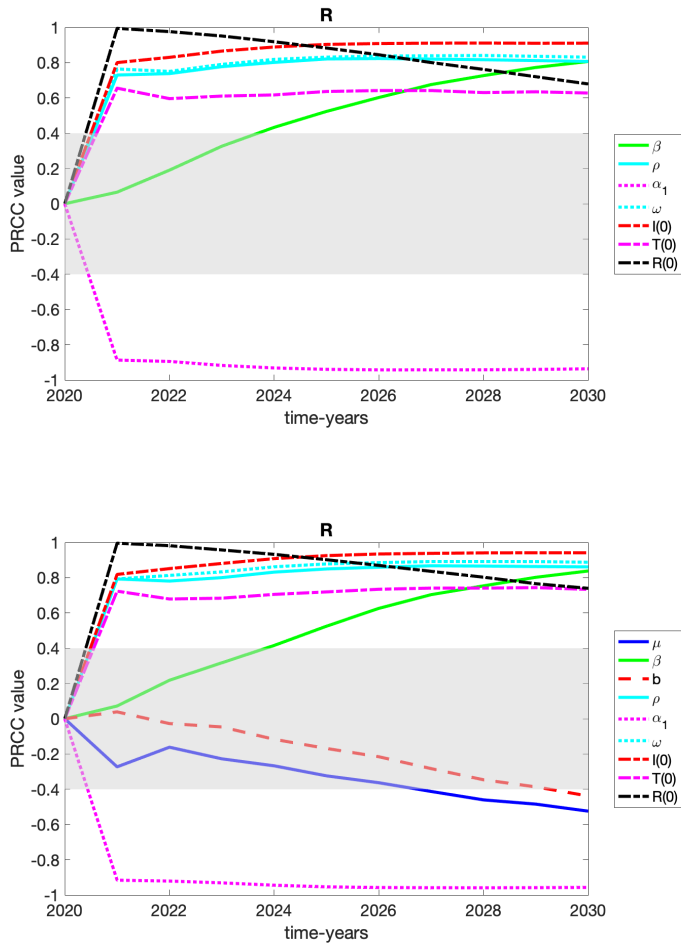 R
1
0.8
0.6
0.4
0.2
0
-0.2
-0.4
-0.6
-0.8
-1
PRCC value
2020 2022 2024 2026 2028 2030
time-years
β
ρ
α1
ω
I(0)
T(0)
R(0)
R
1
0.8
0.6
0.4
0.2
0
-0.2
-0.4
-0.6
-0.8
-1
PRCC value
2020 2022 2024 2026 2028 2030
time-years
μ
β
b
ρ
α1
ω
I(0)
T(0)
R(0)